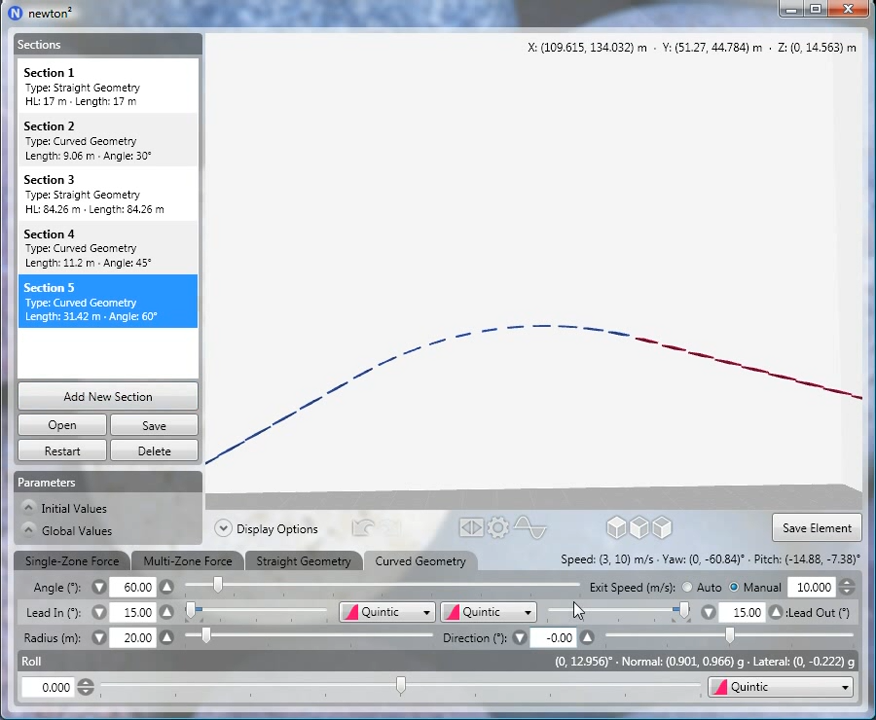 newton²
Sections
X: (109.615, 134.032) m · Y: (51.27, 44.784) m · Z: (0, 14.563) m
Section 1
Type: Straight Geometry
HL: 17 m · Length: 17 m
Section 2
Type: Curved Geometry
Length: 9.06 m · Angle: 30°
Section 3
Type: Straight Geometry
HL: 84.26 m · Length: 84.26 m
Section 4
Type: Curved Geometry
Length: 11.2 m · Angle: 45°
Section 5
Type: Curved Geometry
Length: 31.42 m · Angle: 60°
Add New Section
Open Save
Restart Delete
Parameters
Initial Values
Global Values
Display Options
Save Element
Single-Zone Force Multi-Zone Force Straight Geometry Curved Geometry
Speed: (3, 10) m/s · Yaw: (0, -60.84)° · Pitch: (-14.88, -7.38)°
Angle (°): 60.00 Exit Speed (m/s): Auto Manual 10.000
Lead In (°): 15.00 Quintic Quintic 15.00 :Lead Out (°)
Radius (m): 20.00 Direction (°): -0.00
Roll (0, 12.956)° · Normal: (0.901, 0.966) g · Lateral: (0, -0.222) g
0.000 Quintic